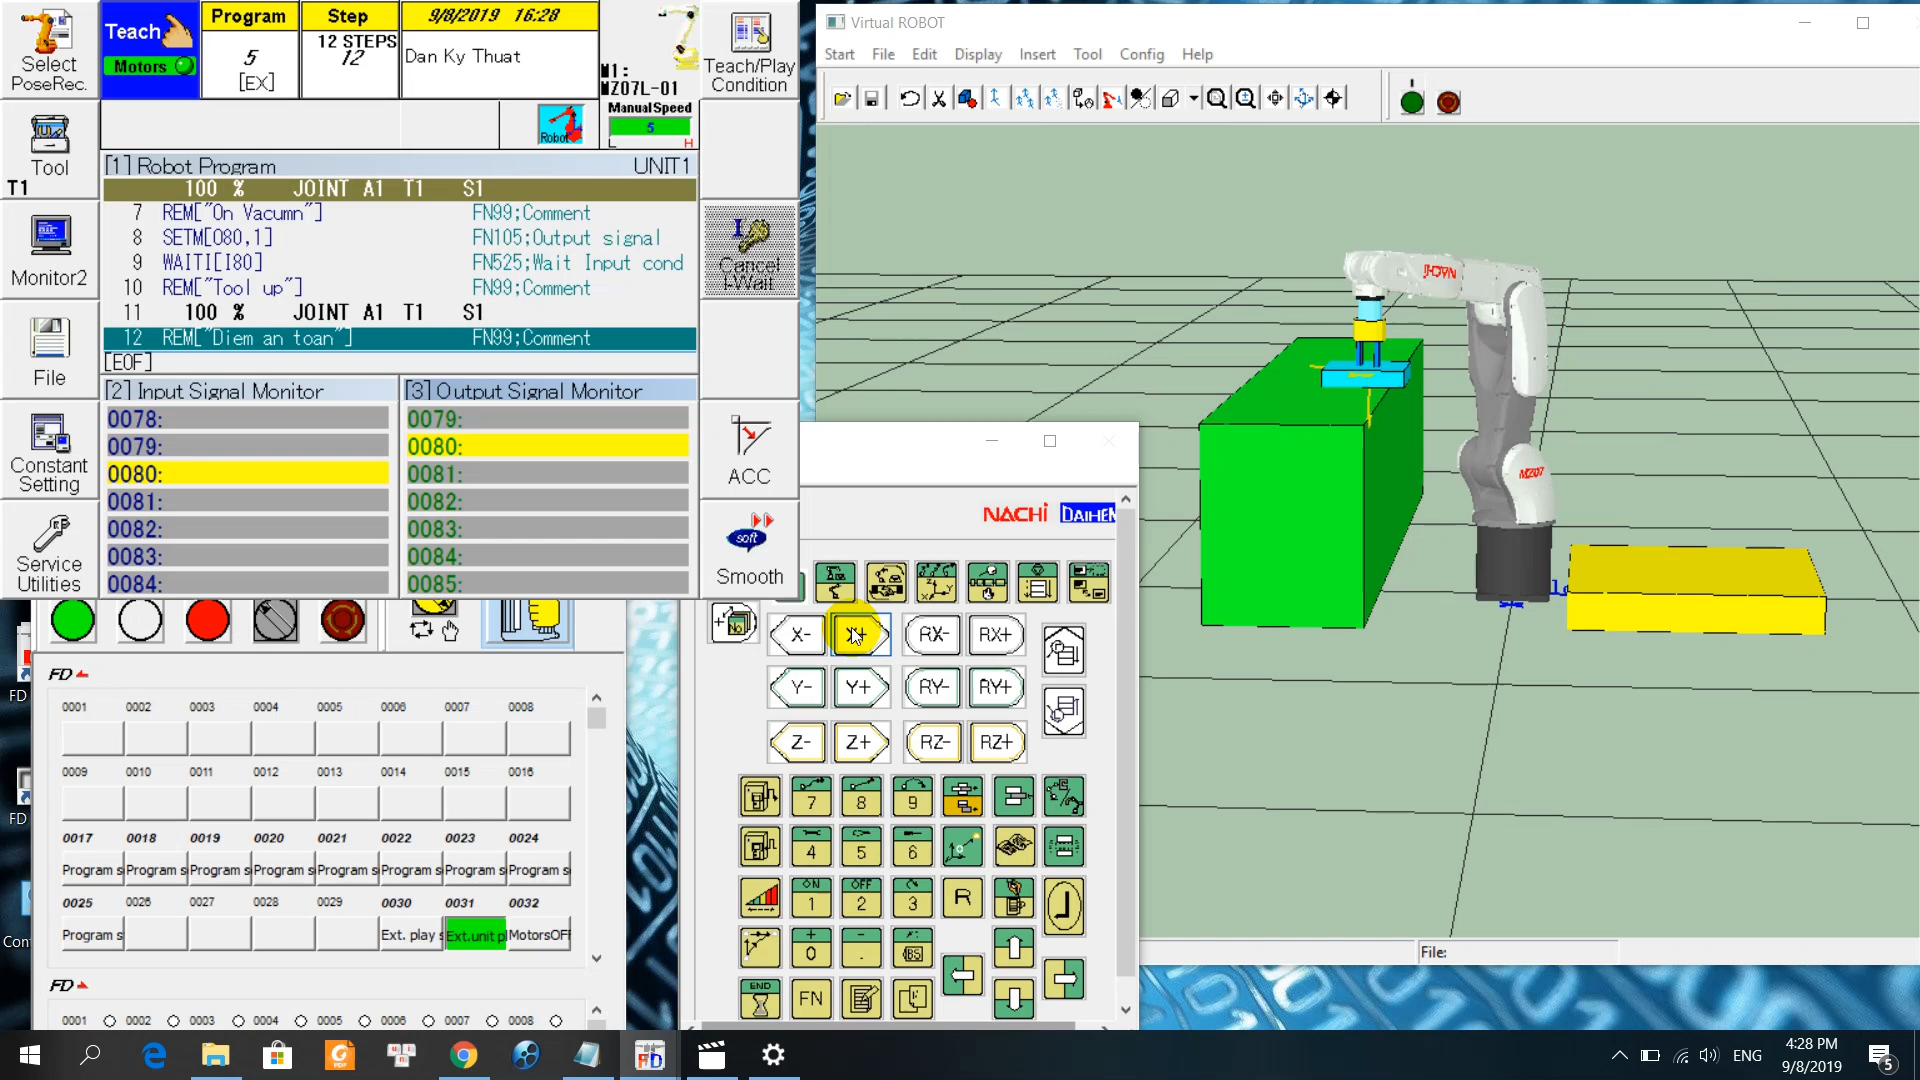 Select
PoseRec.
Teach
Motors
Program
5
[EX]
Step
12 STEPS
12
9/8/2019 16:28
Dan Ky Thuat
MZ07L-01
Manual Speed
5
L H
Robot
Teach/Play
Condition
Tool
T1
Monitor2
File
Constant
Setting
Service
Utilities
[1] Robot Program UNIT1
100 % JOINT A1 T1 S1
7 REM["On Vacumn"] FN99;Comment
8 SETM[O80,1] FN105;Output signal
9 WAITI[I80] FN525;Wait Input cond
10 REM["Tool up"] FN99;Comment
11 100 % JOINT A1 T1 S1
12 REM["Diem an toan"] FN99;Comment
[EOF]
[2] Input Signal Monitor
0078:
0079:
0080:
0081:
0082:
0083:
0084:
[3] Output Signal Monitor
0079:
0080:
0081:
0082:
0083:
0084:
0085:
Cancel
I-Wait
ACC
soft
Smooth
Virtual ROBOT
Start File Edit Display Insert Tool Config Help
NACHI
MZ07
File:
NACHi DAIHEN
X- X+ RX- RX+
Y- Y+ RY- RY+
Z- Z+ RZ- RZ+
7 8 9
4 5 6
ON OFF
1 2 3 R
+ -
0 . BS
END
FN
FD
0001 0002 0003 0004 0005 0006 0007 0008
0009 0010 0011 0012 0013 0014 0015 0016
0017 0018 0019 0020 0021 0022 0023 0024
Program s Program s Program s Program s Program s Program s Program s Program s
0025 0026 0027 0028 0029 0030 0031 0032
Program s Ext. play s Ext.unit p MotorsOFF
FD
0001 0002 0003 0004 0005 0006 0007 0008
FD
FD
Con
ENG
4:28 PM
9/8/2019
5